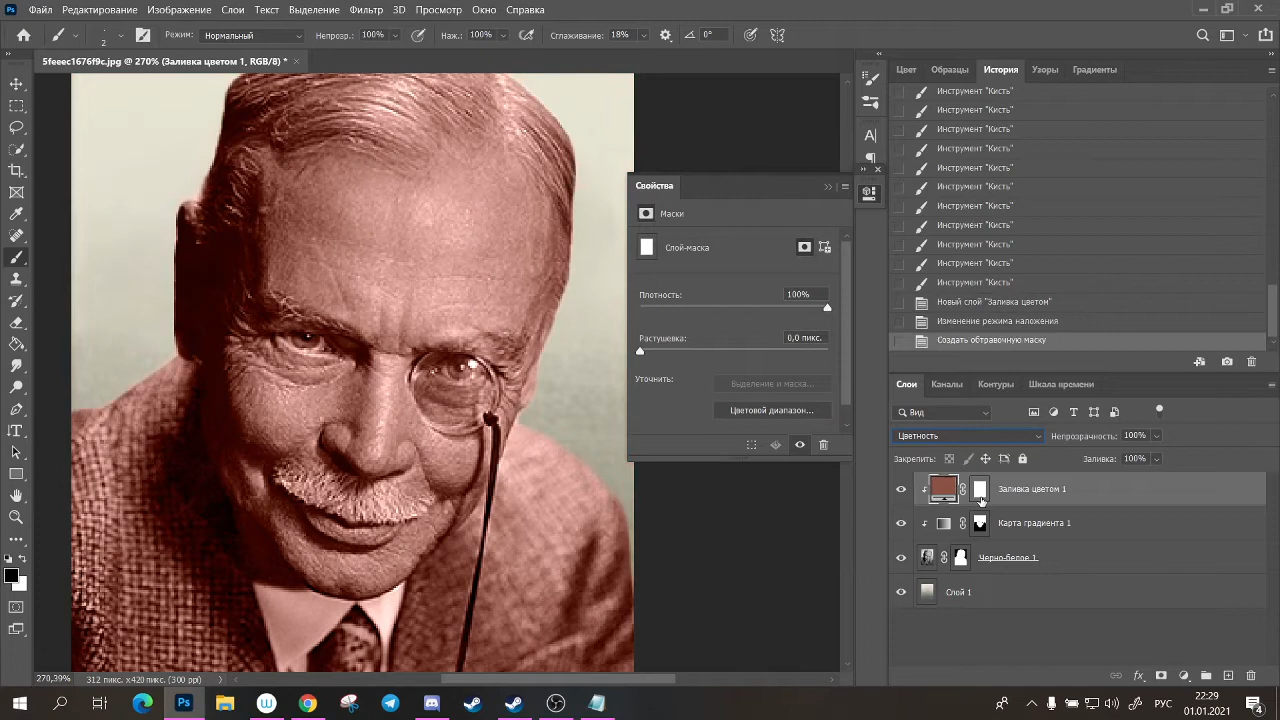 Файл Редактирование Изображение Слои Текст Выделение Фильтр 3D Просмотр Окно Справка
2 Режим: Нормальный Непрозр.: 100% Наж.: 100% Сглаживание: 18% 0°
5feeec1676f9c.jpg @ 270% (Заливка цветом 1, RGB/8) *
Цвет Образцы История Узоры Градиенты
Инструмент "Кисть"
Инструмент "Кисть"
Инструмент "Кисть"
Инструмент "Кисть"
Инструмент "Кисть"
Инструмент "Кисть"
Инструмент "Кисть"
Инструмент "Кисть"
Инструмент "Кисть"
Инструмент "Кисть"
Инструмент "Кисть"
Новый слой "Заливка цветом"
Изменение режима наложения
Создать обтравочную маску
Свойства
Маски
Слой-маска
Плотность: 100%
Растушевка: 0,0 пикс.
Уточнить: Выделение и маска...
Цветовой диапазон...
Слои Каналы Контуры Шкала времени
Вид
Цветность Непрозрачность: 100%
Закрепить: Заливка: 100%
Заливка цветом 1
Карта градиента 1
Черно-белое 1
Слой 1
270,39% 312 пикс. x 420 пикс. (300 ppi)
РУС
22:29
01.01.2021
4